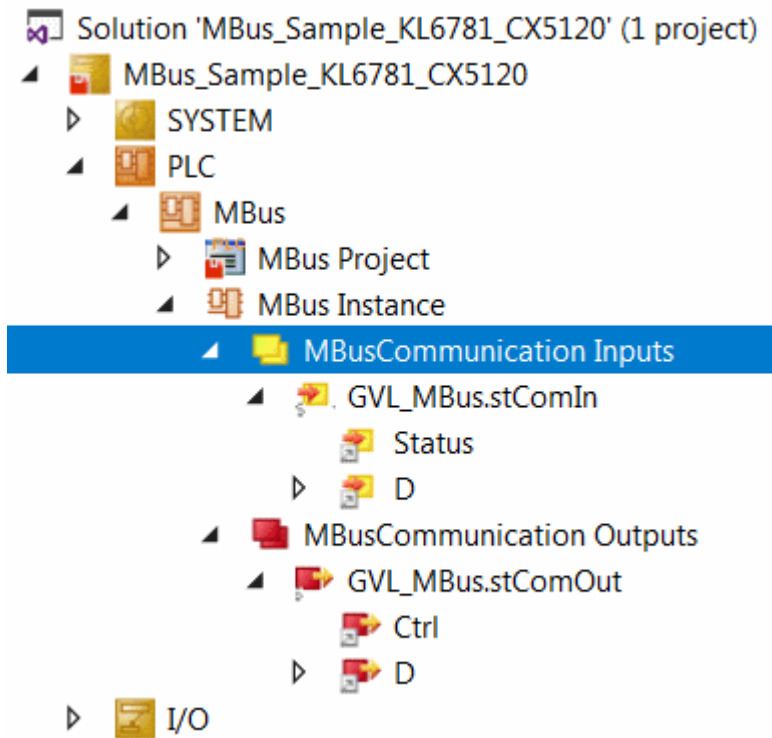 Solution 'MBus_Sample_KL6781_CX5120' (1 project)
MBus_Sample_KL6781_CX5120
SYSTEM
PLC
MBus
MBus Project
MBus Instance
MBusCommunication Inputs
GVL_MBus.stComIn
Status
D
MBusCommunication Outputs
GVL_MBus.stComOut
Ctrl
D
I/O